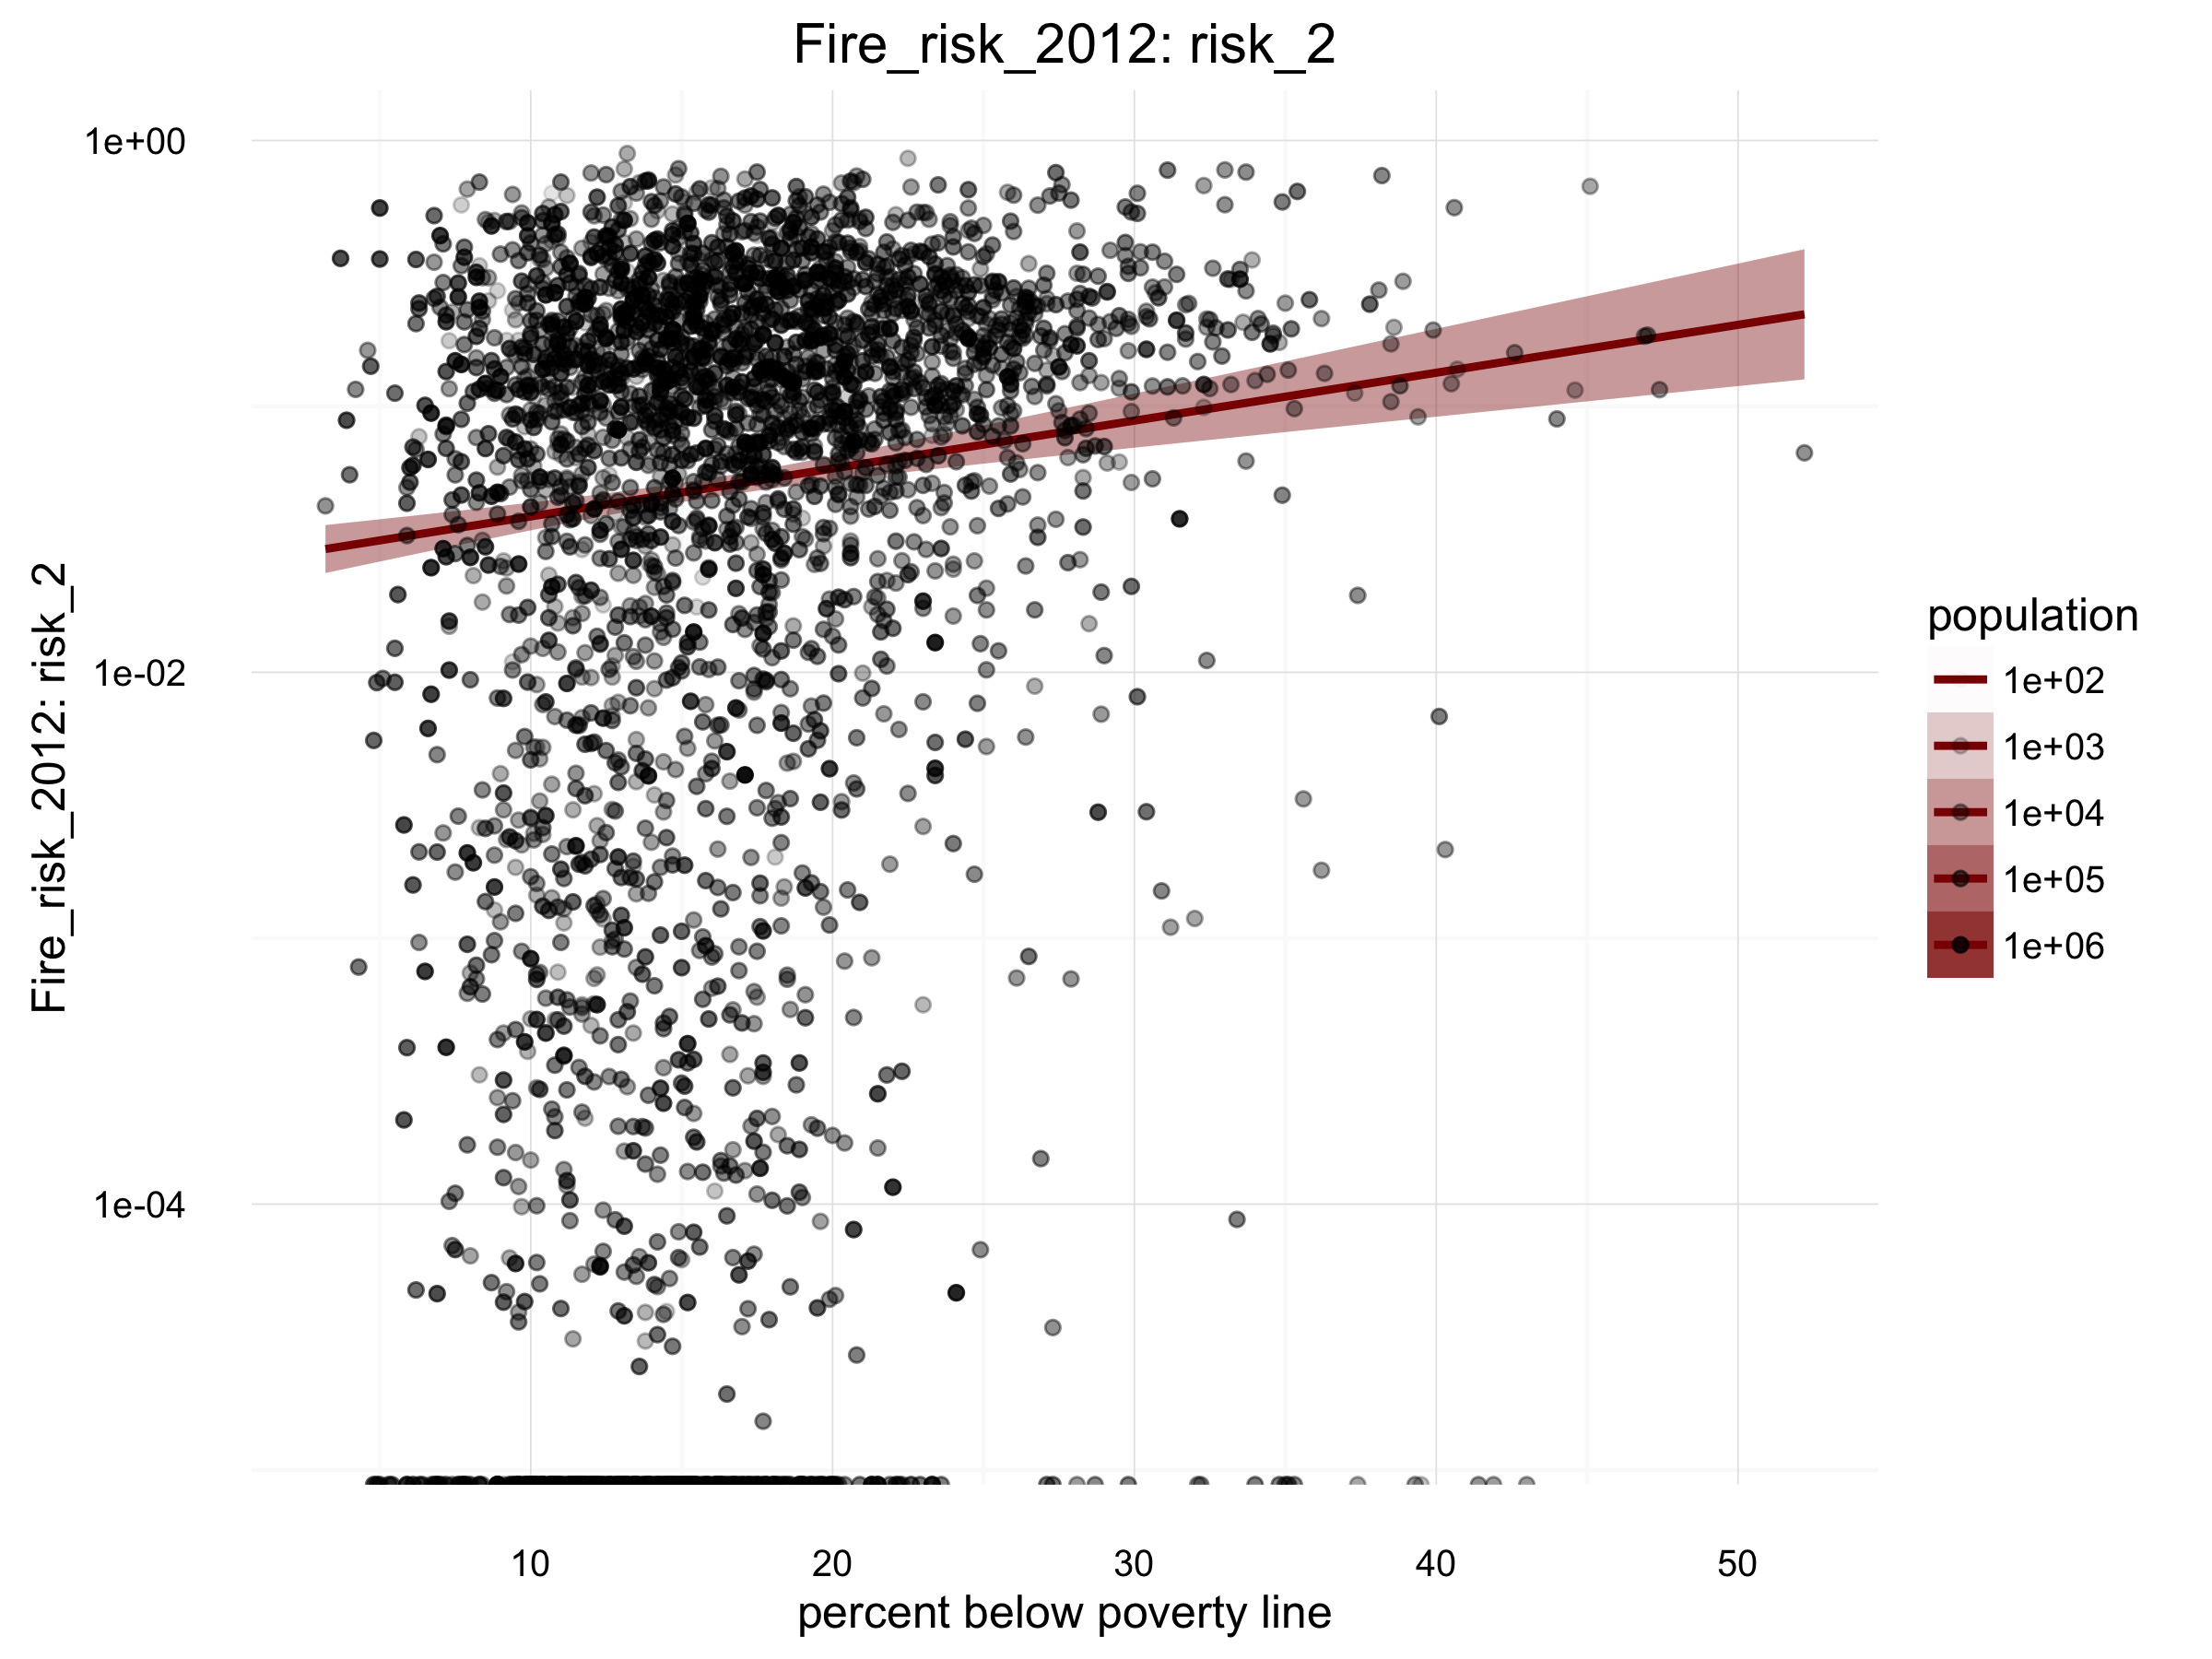 Fire_risk_2012: risk_2
1e+00
1e-02
1e-04
Fire_risk_2012: risk_2
10 20 30 40 50
percent below poverty line
population
1e+02
1e+03
1e+04
1e+05
1e+06